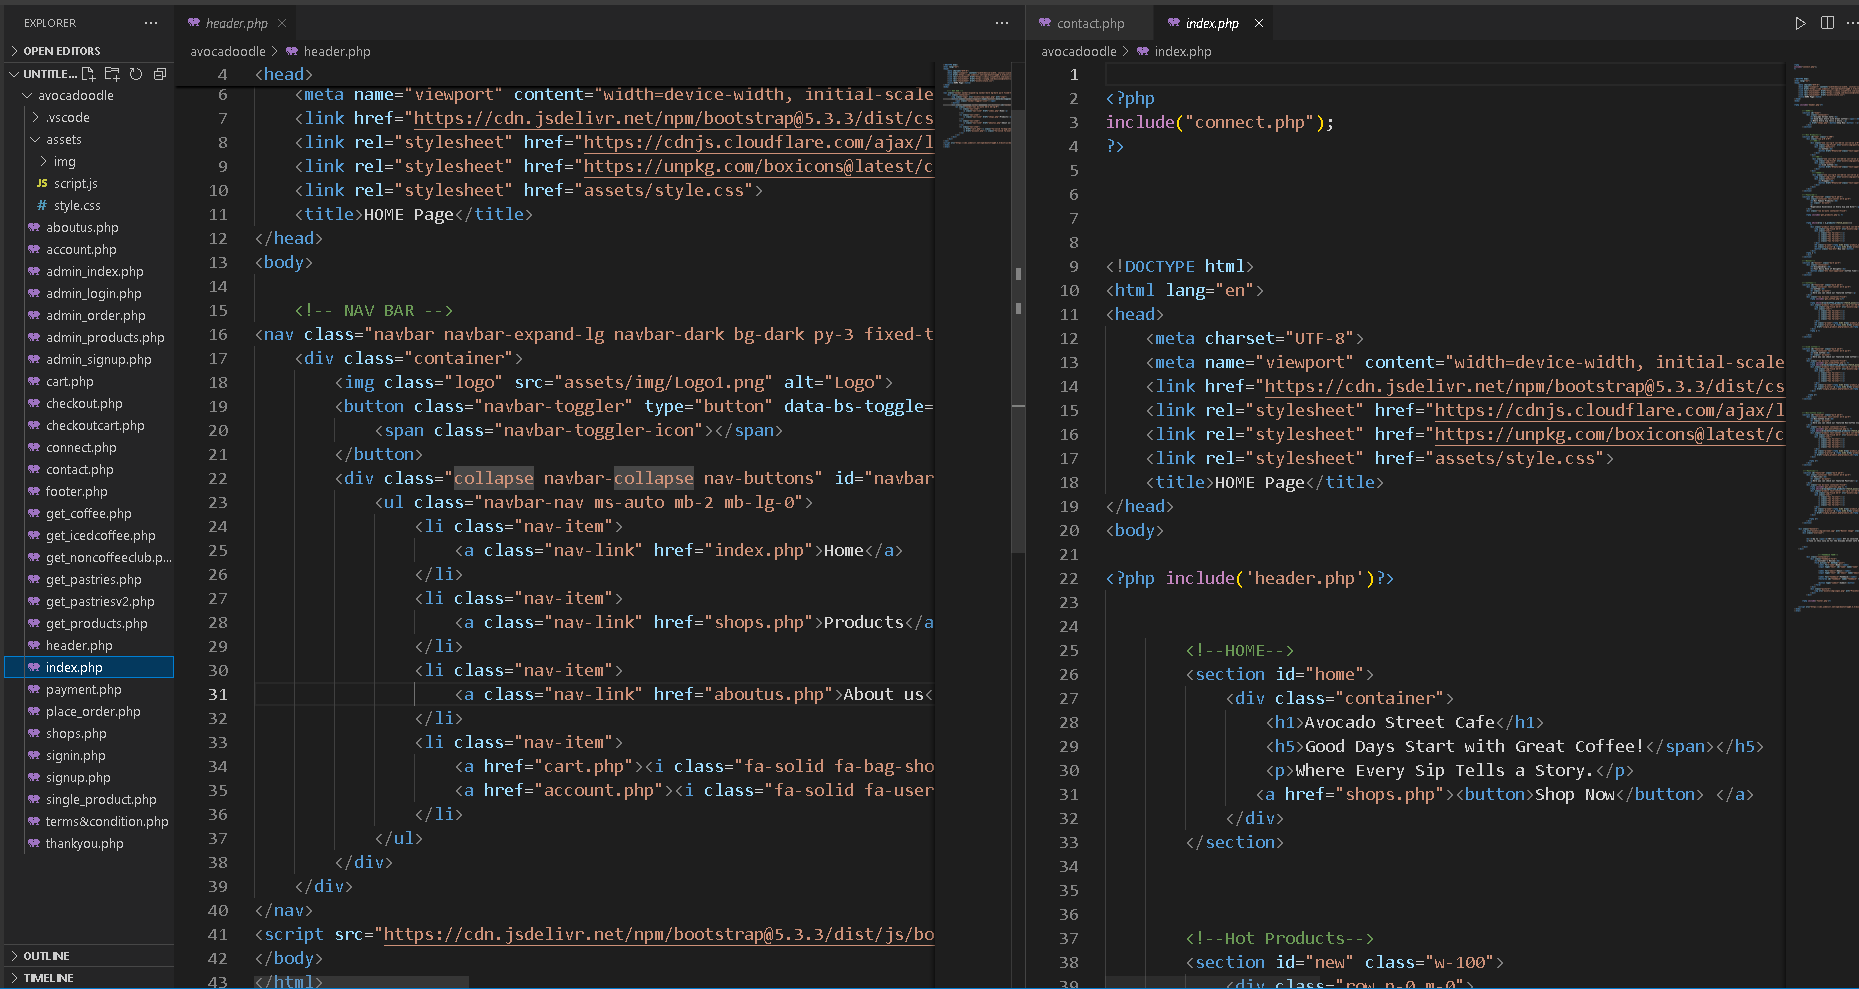 EXPLORER
OPEN EDITORS
UNTITLE...
avocadoodle
.vscode
assets
img
JS script.js
# style.css
aboutus.php
account.php
admin_index.php
admin_login.php
admin_order.php
admin_products.php
admin_signup.php
cart.php
checkout.php
checkoutcart.php
connect.php
contact.php
footer.php
get_coffee.php
get_icedcoffee.php
get_noncoffeeclub.p...
get_pastries.php
get_pastriesv2.php
get_products.php
header.php
index.php
payment.php
place_order.php
shops.php
signin.php
signup.php
single_product.php
terms&condition.php
thankyou.php
OUTLINE
TIMELINE
header.php
avocadoodle > header.php
4 <head>
6 <meta name="viewport" content="width=device-width, initial-scale
7 <link href="https://cdn.jsdelivr.net/npm/bootstrap@5.3.3/dist/cs
8 <link rel="stylesheet" href="https://cdnjs.cloudflare.com/ajax/l
9 <link rel="stylesheet" href="https://unpkg.com/boxicons@latest/c
10 <link rel="stylesheet" href="assets/style.css">
11 <title>HOME Page</title>
12 </head>
13 <body>
14
15 <!-- NAV BAR -->
16 <nav class="navbar navbar-expand-lg navbar-dark bg-dark py-3 fixed-t
17 <div class="container">
18 <img class="logo" src="assets/img/Logo1.png" alt="Logo">
19 <button class="navbar-toggler" type="button" data-bs-toggle=
20 <span class="navbar-toggler-icon"></span>
21 </button>
22 <div class="collapse navbar-collapse nav-buttons" id="navbar
23 <ul class="navbar-nav ms-auto mb-2 mb-lg-0">
24 <li class="nav-item">
25 <a class="nav-link" href="index.php">Home</a>
26 </li>
27 <li class="nav-item">
28 <a class="nav-link" href="shops.php">Products</a
29 </li>
30 <li class="nav-item">
31 <a class="nav-link" href="aboutus.php">About us<
32 </li>
33 <li class="nav-item">
34 <a href="cart.php"><i class="fa-solid fa-bag-sho
35 <a href="account.php"><i class="fa-solid fa-user
36 </li>
37 </ul>
38 </div>
39 </div>
40 </nav>
41 <script src="https://cdn.jsdelivr.net/npm/bootstrap@5.3.3/dist/js/bo
42 </body>
43 </html>
contact.php
index.php
avocadoodle > index.php
1
2 <?php
3 include("connect.php");
4 ?>
5
6
7
8
9 <!DOCTYPE html>
10 <html lang="en">
11 <head>
12 <meta charset="UTF-8">
13 <meta name="viewport" content="width=device-width, initial-scale
14 <link href="https://cdn.jsdelivr.net/npm/bootstrap@5.3.3/dist/cs
15 <link rel="stylesheet" href="https://cdnjs.cloudflare.com/ajax/l
16 <link rel="stylesheet" href="https://unpkg.com/boxicons@latest/c
17 <link rel="stylesheet" href="assets/style.css">
18 <title>HOME Page</title>
19 </head>
20 <body>
21
22 <?php include('header.php')?>
23
24
25 <!--HOME-->
26 <section id="home">
27 <div class="container">
28 <h1>Avocado Street Cafe</h1>
29 <h5>Good Days Start with Great Coffee!</span></h5>
30 <p>Where Every Sip Tells a Story.</p>
31 <a href="shops.php"><button>Shop Now</button> </a>
32 </div>
33 </section>
34
35
36
37 <!--Hot Products-->
38 <section id="new" class="w-100">
39 <div class="row p-0 m-0">